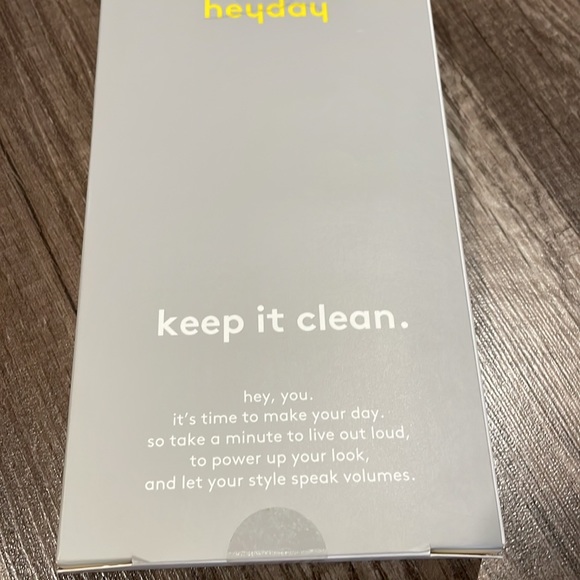 heyday
keep it clean.
hey, you.
it's time to make your day.
so take a minute to live out loud,
to power up your look,
and let your style speak volumes.